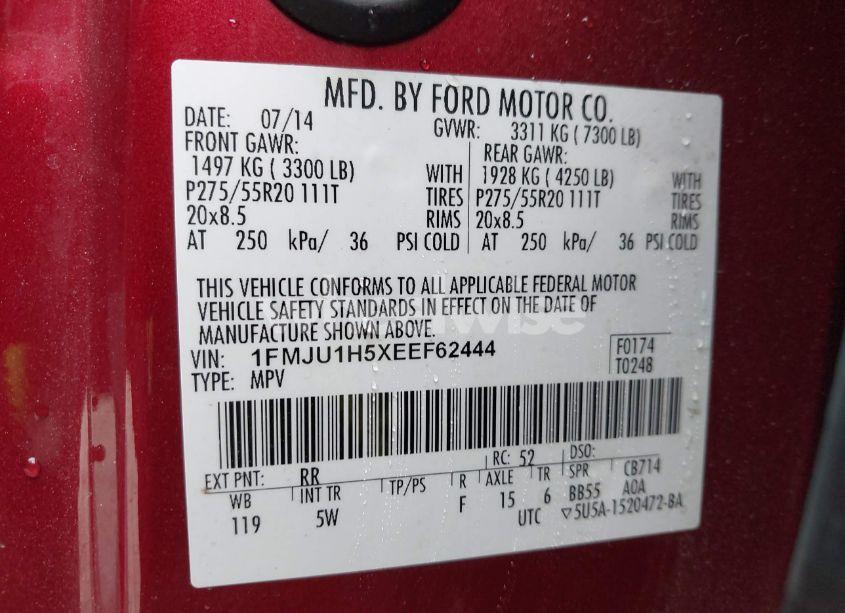 MFD. BY FORD MOTOR CO.
DATE: 07/14 GVWR: 3311 KG ( 7300 LB)
FRONT GAWR: REAR GAWR:
1497 KG ( 3300 LB) WITH 1928 KG ( 4250 LB) WITH
P275/55R20 111T TIRES P275/55R20 111T TIRES
20x8.5 RIMS 20x8.5 RIMS
AT 250 kPa/ 36 PSI COLD AT 250 kPa/ 36 PSI COLD
THIS VEHICLE CONFORMS TO ALL APPLICABLE FEDERAL MOTOR
VEHICLE SAFETY STANDARDS IN EFFECT ON THE DATE OF
MANUFACTURE SHOWN ABOVE.
VIN: 1FMJU1H5XEEF62444 F0174
TYPE: MPV T0248
EXT PNT: RR RC: 52 DSO:
WB INT TR TP/PS R AXLE TR SPR CB714
119 5W F 15 6 BB55 A0A
UTC ▽5U5A-1520472-BA